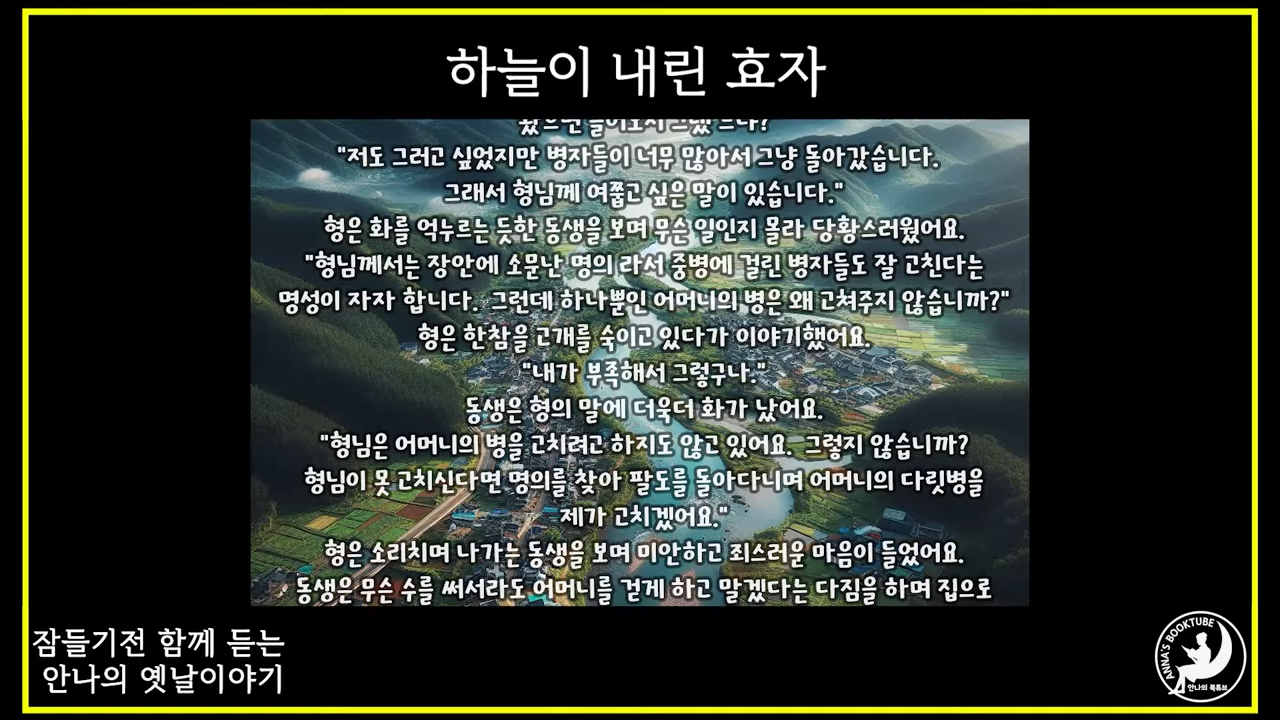 하늘이 내린 효자
"저도 그러고 싶었지만 병자들이 너무 많아서 그냥 돌아갔습니다.
그래서 형님께 여쭙고 싶은 말이 있습니다."
형은 화를 억누르는 듯한 동생을 보며 무슨 일인지 몰라 당황스러웠어요.
"형님께서는 장안에 소문난 명의 라서 중병에 걸린 병자들도 잘 고친다는
명성이 자자 합니다. 그런데 하나뿐인 어머니의 병은 왜 고쳐주지 않습니까?"
형은 한참을 고개를 숙이고 있다가 이야기했어요.
"내가 부족해서 그렇구나."
동생은 형의 말에 더욱더 화가 났어요.
"형님은 어머니의 병을 고치려고 하지도 않고 있어요. 그렇지 않습니까?
형님이 못 고치신다면 명의를 찾아 팔도를 돌아다니며 어머니의 다릿병을
제가 고치겠어요."
형은 소리치며 나가는 동생을 보며 미안하고 죄스러운 마음이 들었어요.
동생은 무슨 수를 써서라도 어머니를 걷게 하고 말겠다는 다짐을 하며 집으로
잠들기전 함께 듣는
안나의 옛날이야기
ANNA'S BOOKTUBE
안나의 북튜브